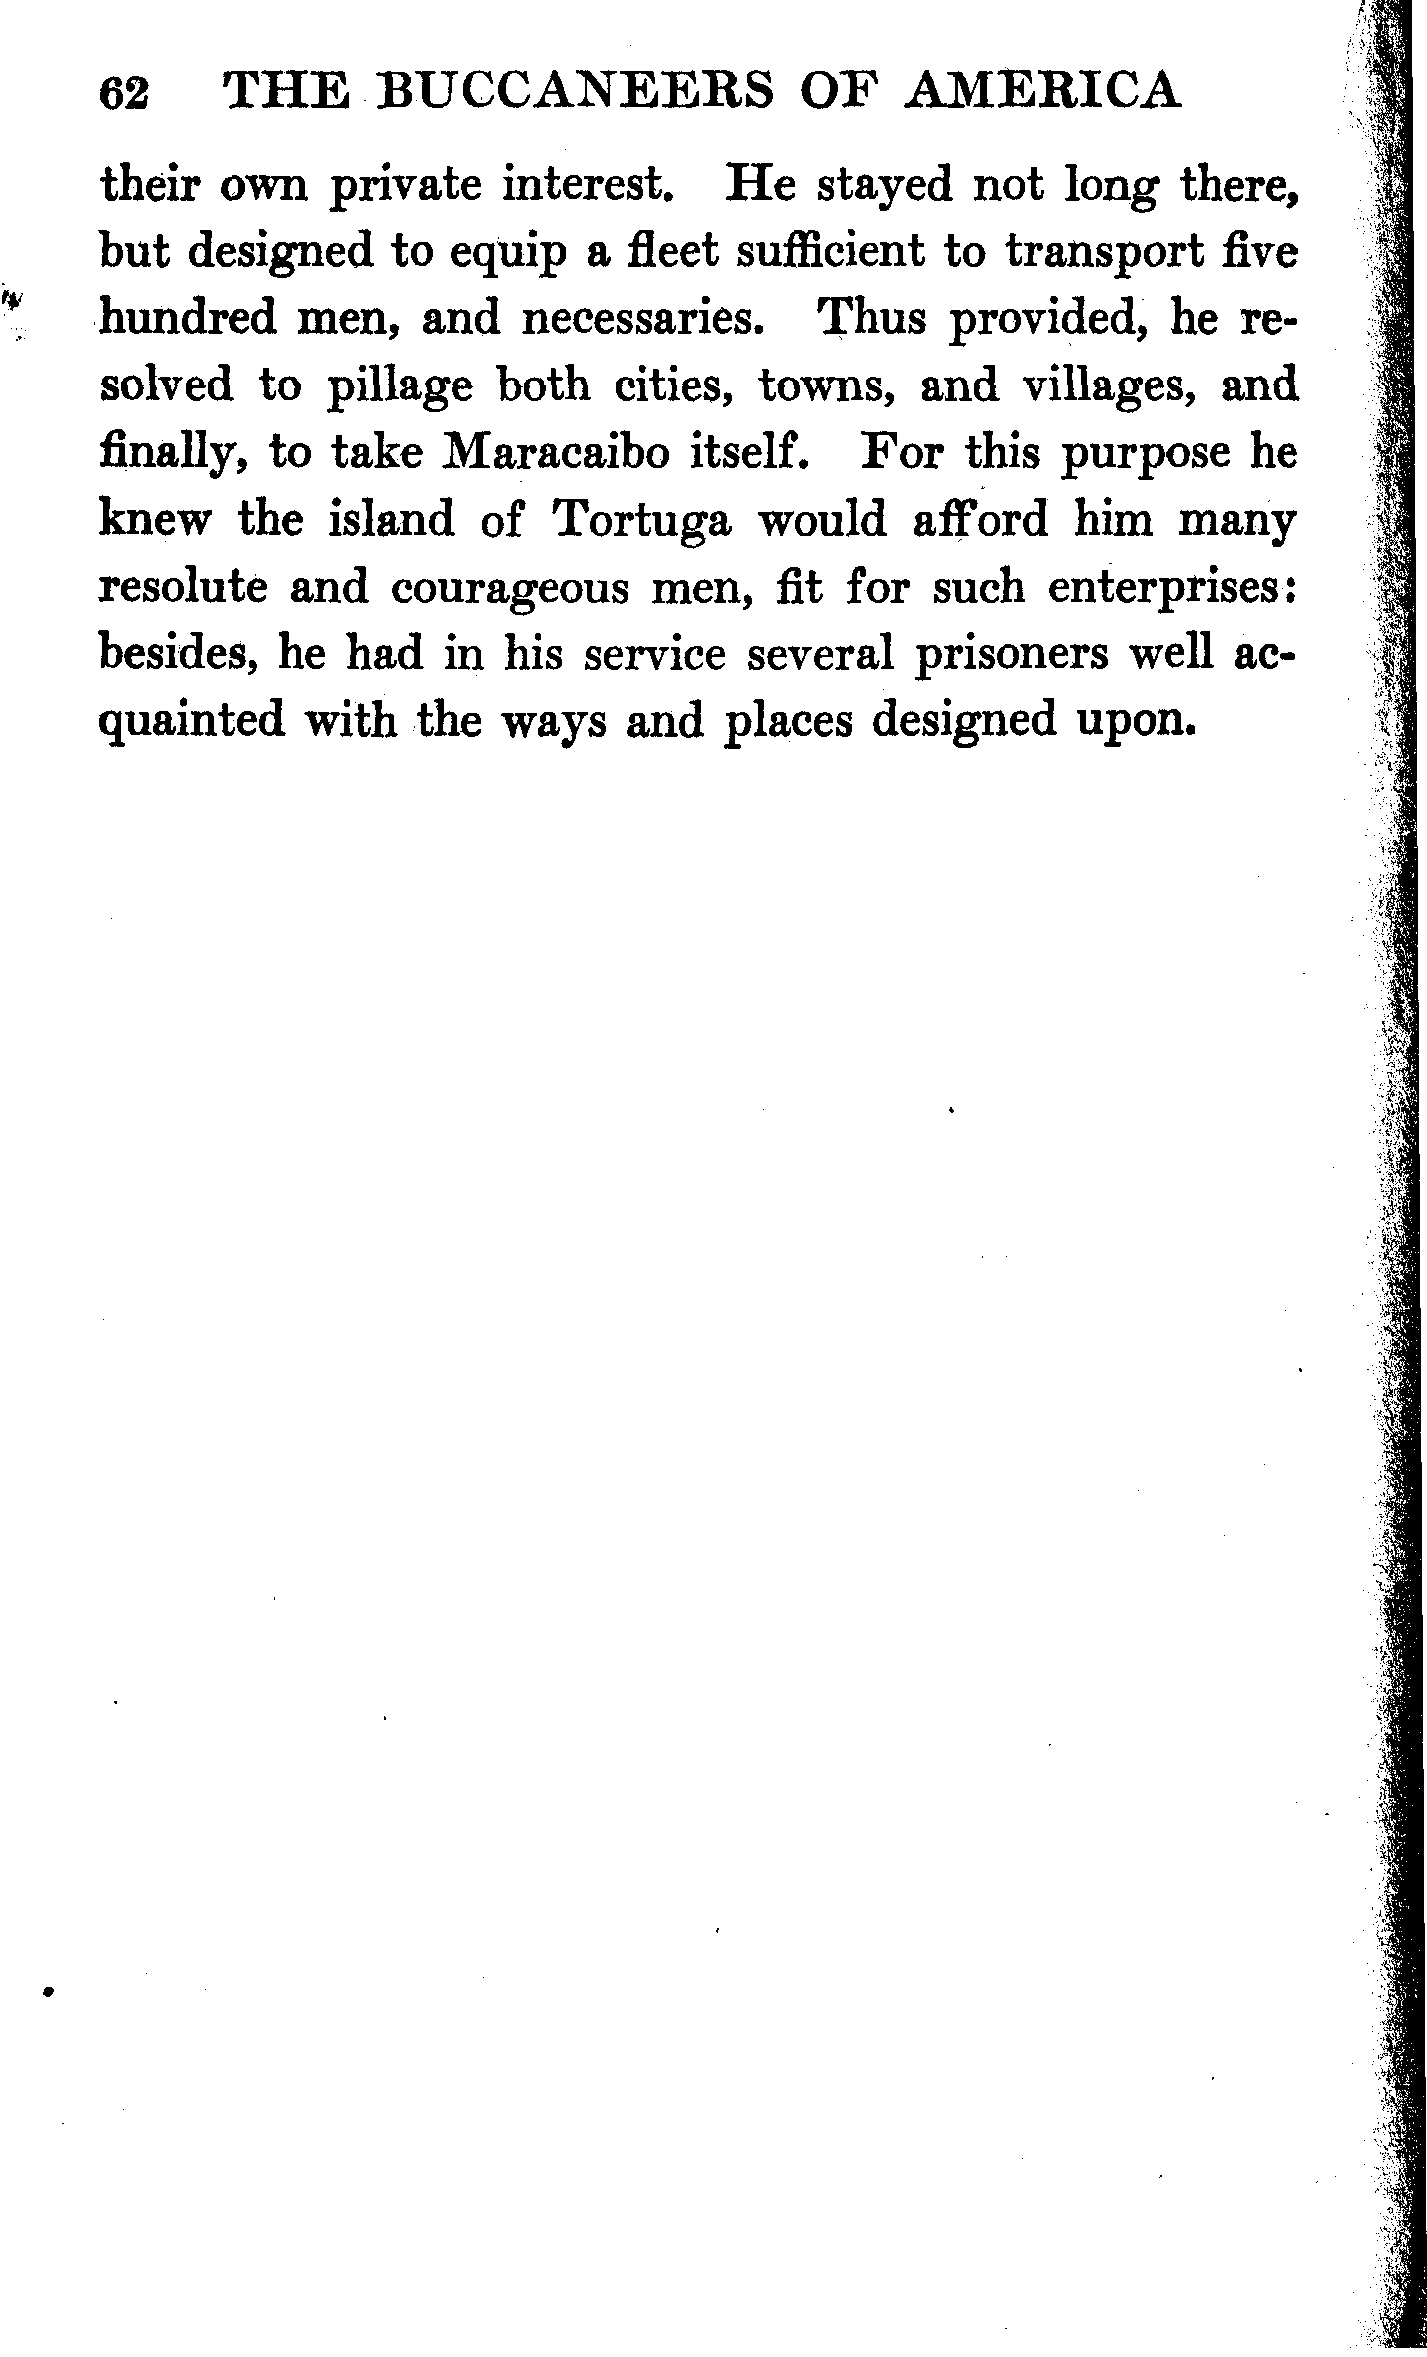 62 THE BUCCANEERS OF AMERICA
their own private interest. He stayed not long there,
but designed to equip a fleet sufficient to transport five
hundred men, and necessaries. Thus provided, he re-
solved to pillage both cities, towns, and villages, and
finally, to take Maracaibo itself. For this purpose he
knew the island of Tortuga would afford him many
resolute and courageous men, fit for such enterprises:
besides, he had in his service several prisoners well ac-
quainted with the ways and places designed upon.